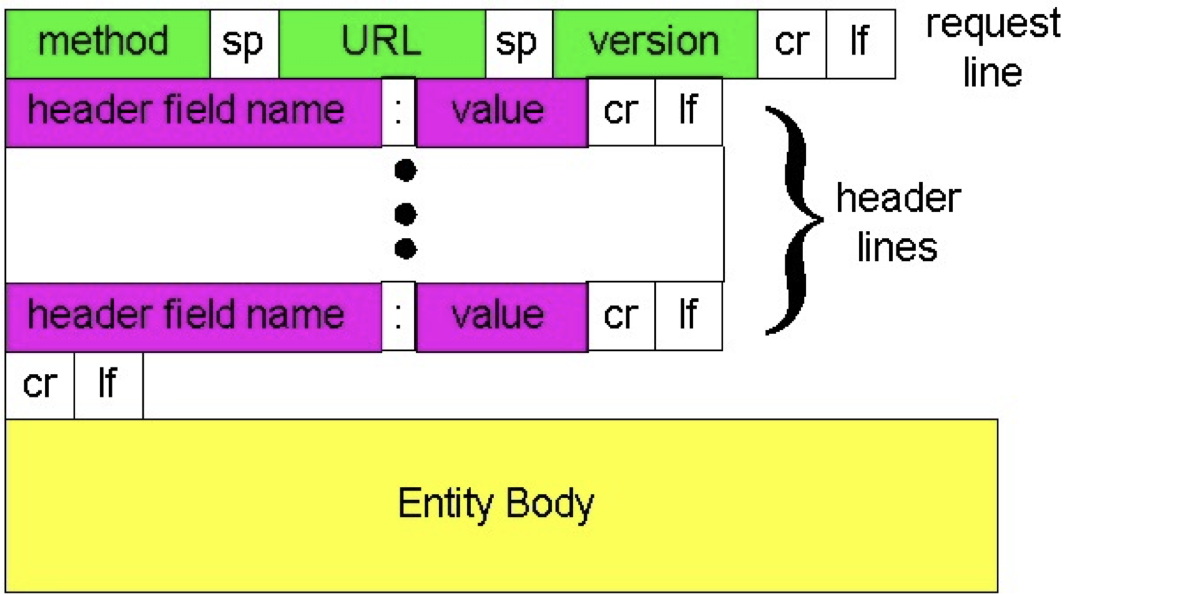 method sp URL sp version cr lf
request
line
header field name : value cr lf
header
lines
header field name : value cr lf
cr lf
Entity Body